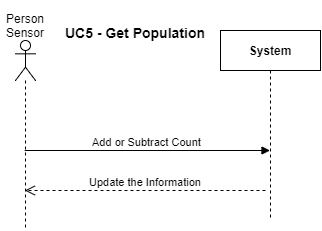 Person
Sensor
UC5 - Get Population
System
Add or Subtract Count
Update the Information